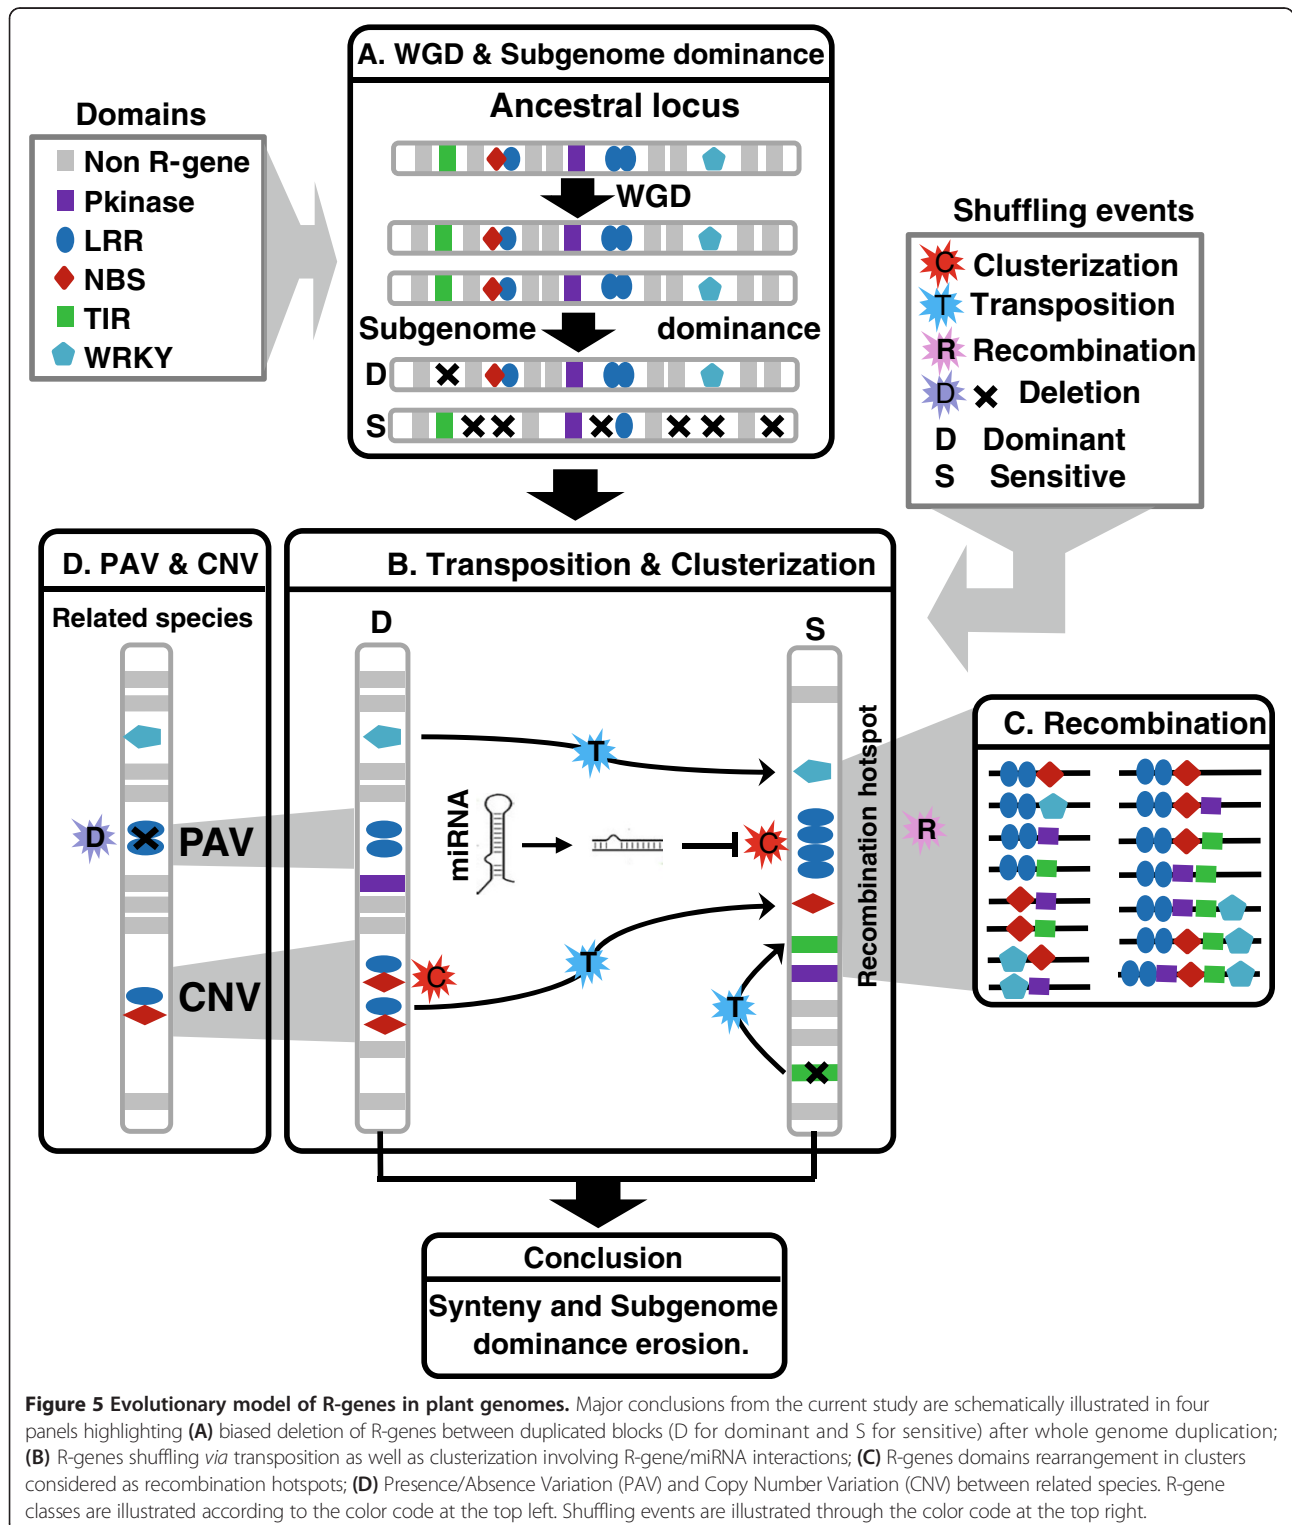 A. WGD & Subgenome dominance
Ancestral locus
WGD
Subgenome dominance
D
S
Domains
Non R-gene
Pkinase
LRR
NBS
TIR
WRKY
Shuffling events
C Clusterization
T Transposition
R Recombination
D Deletion
D Dominant
S Sensitive
D. PAV & CNV
Related species
D
PAV
CNV
B. Transposition & Clusterization
D
S
T
miRNA
C
C
T
T
Recombination hotspot
R
C. Recombination
Conclusion
Synteny and Subgenome
dominance erosion.
Figure 5 Evolutionary model of R-genes in plant genomes. Major conclusions from the current study are schematically illustrated in four
panels highlighting (A) biased deletion of R-genes between duplicated blocks (D for dominant and S for sensitive) after whole genome duplication;
(B) R-genes shuffling via transposition as well as clusterization involving R-gene/miRNA interactions; (C) R-genes domains rearrangement in clusters
considered as recombination hotspots; (D) Presence/Absence Variation (PAV) and Copy Number Variation (CNV) between related species. R-gene
classes are illustrated according to the color code at the top left. Shuffling events are illustrated through the color code at the top right.